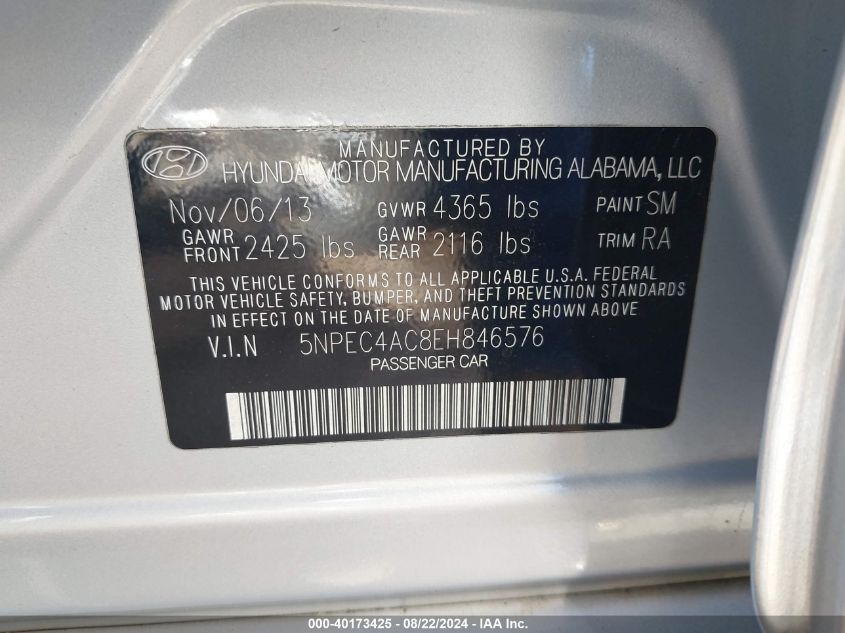 MANUFACTURED BY
HYUNDAI MOTOR MANUFACTURING ALABAMA, LLC
Nov/06/13 GVWR 4365 lbs PAINT SM
GAWR FRONT 2425 lbs GAWR REAR 2116 lbs TRIM RA
THIS VEHICLE CONFORMS TO ALL APPLICABLE U.S.A. FEDERAL
MOTOR VEHICLE SAFETY, BUMPER, AND THEFT PREVENTION STANDARDS
IN EFFECT ON THE DATE OF MANUFACTURE SHOWN ABOVE
V.I.N 5NPEC4AC8EH846576
PASSENGER CAR
000-40173425 - 08/22/2024 - IAA Inc.